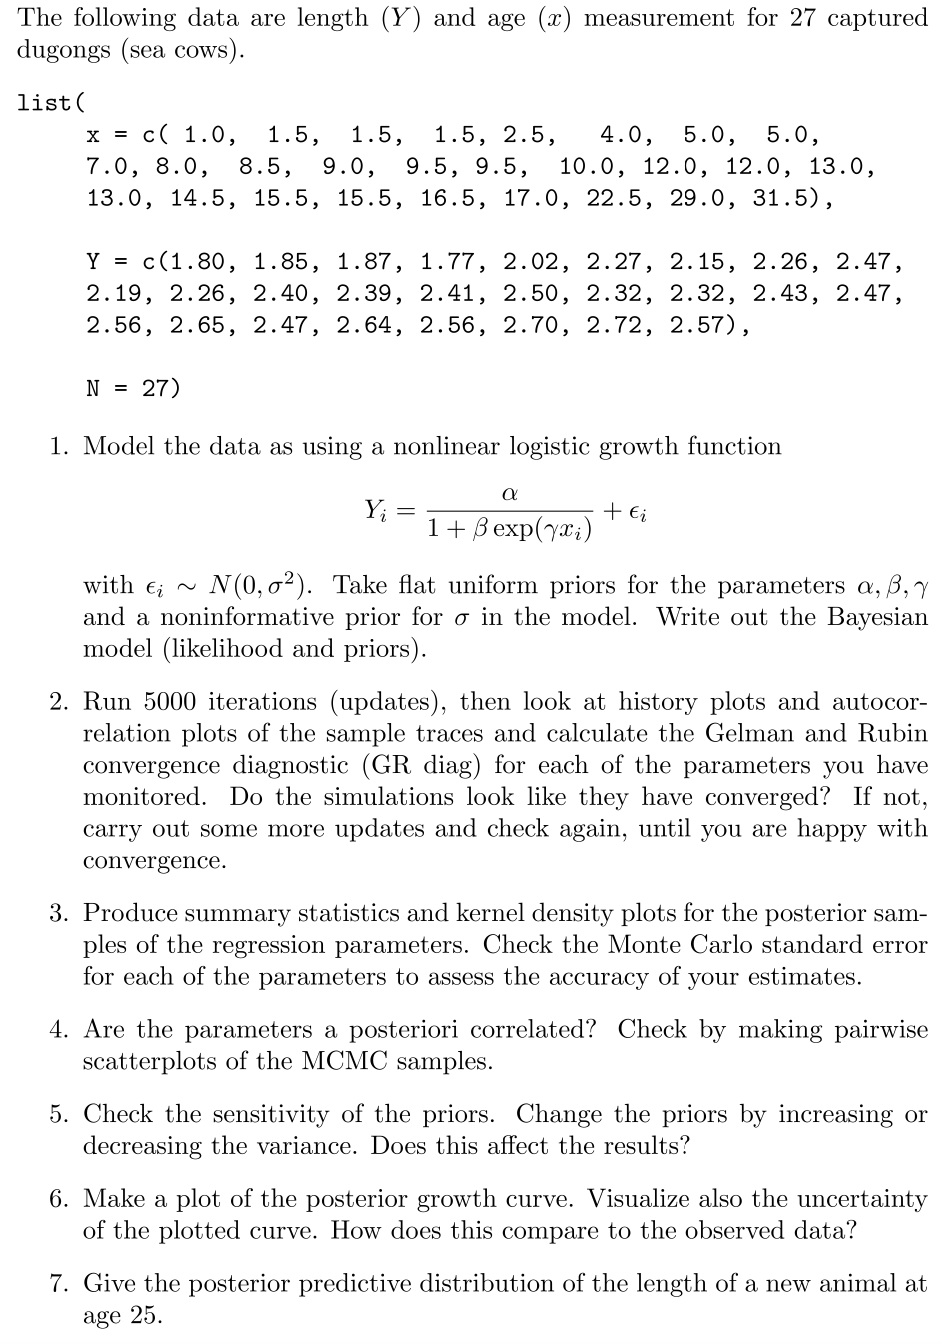 The following data are length (Y) and age (x) measurement for 27 captured
dugongs (sea cows).
list(
x = c( 1.0, 1.5, 1.5, 1.5, 2.5, 4.0, 5.0, 5.0,
7.0, 8.0, 8.5, 9.0, 9.5, 9.5, 10.0, 12.0, 12.0, 13.0,
13.0, 14.5, 15.5, 15.5, 16.5, 17.0, 22.5, 29.0, 31.5),
Y = c(1.80, 1.85, 1.87, 1.77, 2.02, 2.27, 2.15, 2.26, 2.47,
2.19, 2.26, 2.40, 2.39, 2.41, 2.50, 2.32, 2.32, 2.43, 2.47,
2.56, 2.65, 2.47, 2.64, 2.56, 2.70, 2.72, 2.57),
N = 27)
1. Model the data as using a nonlinear logistic growth function
Y_i = α / (1 + β exp(γx_i)) + ϵ_i
with ϵ_i ∼ N(0, σ²). Take flat uniform priors for the parameters α, β, γ
and a noninformative prior for σ in the model. Write out the Bayesian
model (likelihood and priors).
2. Run 5000 iterations (updates), then look at history plots and autocor-
relation plots of the sample traces and calculate the Gelman and Rubin
convergence diagnostic (GR diag) for each of the parameters you have
monitored. Do the simulations look like they have converged? If not,
carry out some more updates and check again, until you are happy with
convergence.
3. Produce summary statistics and kernel density plots for the posterior sam-
ples of the regression parameters. Check the Monte Carlo standard error
for each of the parameters to assess the accuracy of your estimates.
4. Are the parameters a posteriori correlated? Check by making pairwise
scatterplots of the MCMC samples.
5. Check the sensitivity of the priors. Change the priors by increasing or
decreasing the variance. Does this affect the results?
6. Make a plot of the posterior growth curve. Visualize also the uncertainty
of the plotted curve. How does this compare to the observed data?
7. Give the posterior predictive distribution of the length of a new animal at
age 25.